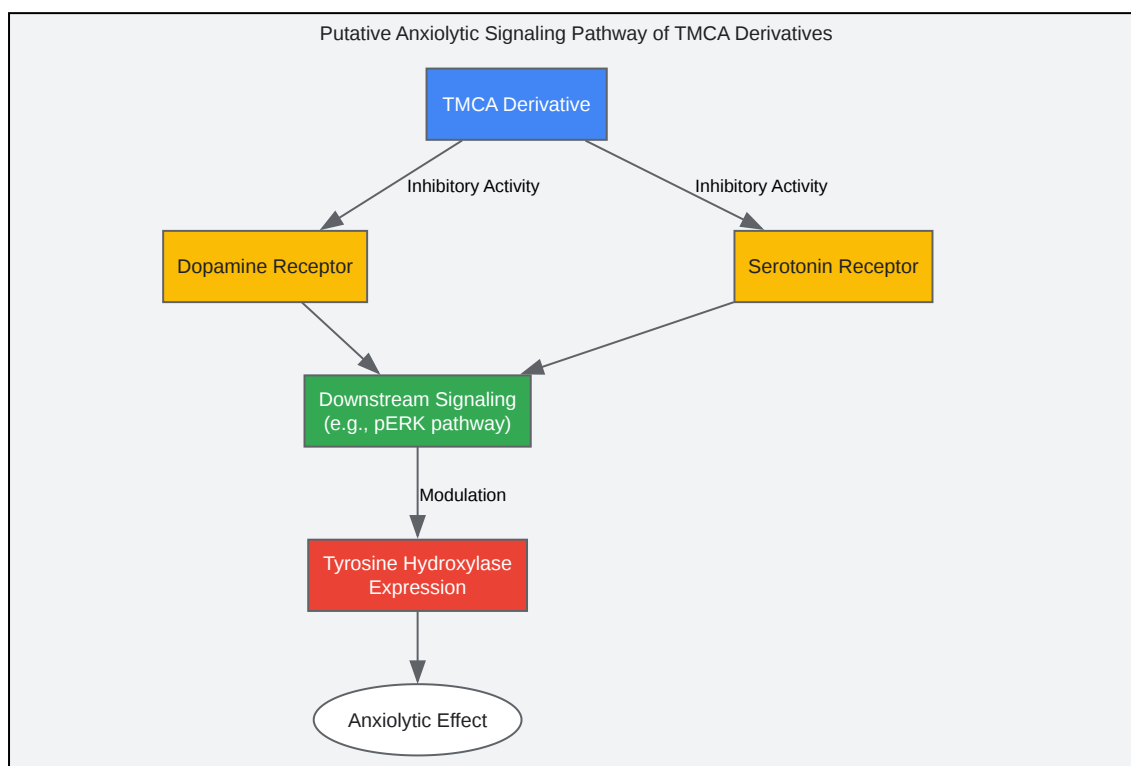 Putative Anxiolytic Signaling Pathway of TMCA Derivatives
TMCA Derivative
Inhibitory Activity
Inhibitory Activity
Dopamine Receptor
Serotonin Receptor
Downstream Signaling
(e.g., pERK pathway)
Modulation
Tyrosine Hydroxylase
Expression
Anxiolytic Effect